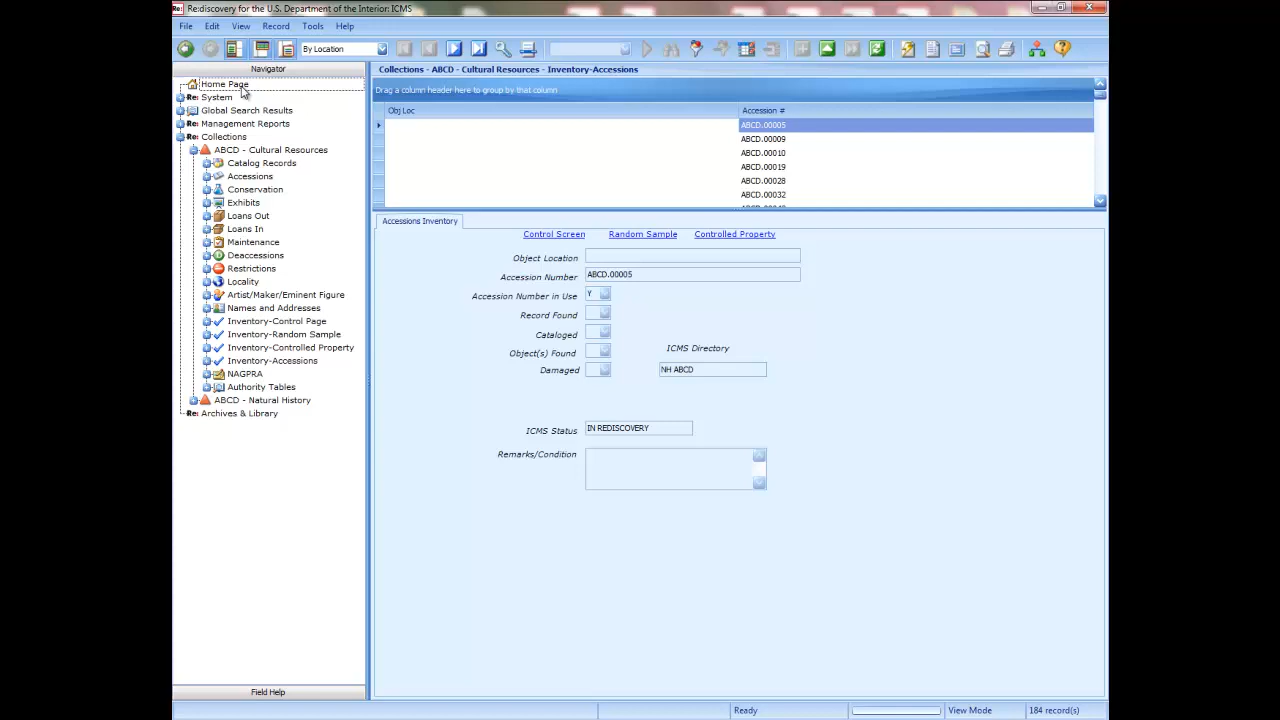 Re:discovery for the U.S. Department of the Interior: ICMS
File Edit View Record Tools Help
By Location
Navigator
Home Page
Re: System
Global Search Results
Re: Management Reports
Re: Collections
ABCD - Cultural Resources
Catalog Records
Accessions
Conservation
Exhibits
Loans Out
Loans In
Maintenance
Deaccessions
Restrictions
Locality
Artist/Maker/Eminent Figure
Names and Addresses
Inventory-Control Page
Inventory-Random Sample
Inventory-Controlled Property
Inventory-Accessions
NAGPRA
Authority Tables
ABCD - Natural History
Re: Archives & Library
Field Help
Collections - ABCD - Cultural Resources - Inventory-Accessions
Drag a column header here to group by that column
Obj Loc Accession #
ABCD.00005
ABCD.00009
ABCD.00010
ABCD.00019
ABCD.00028
ABCD.00032
Accessions Inventory
Control Screen Random Sample Controlled Property
Object Location
Accession Number ABCD.00005
Accession Number in Use Y
Record Found
Cataloged
Object(s) Found ICMS Directory
Damaged NH ABCD
ICMS Status IN REDISCOVERY
Remarks/Condition
Ready View Mode 184 record(s)